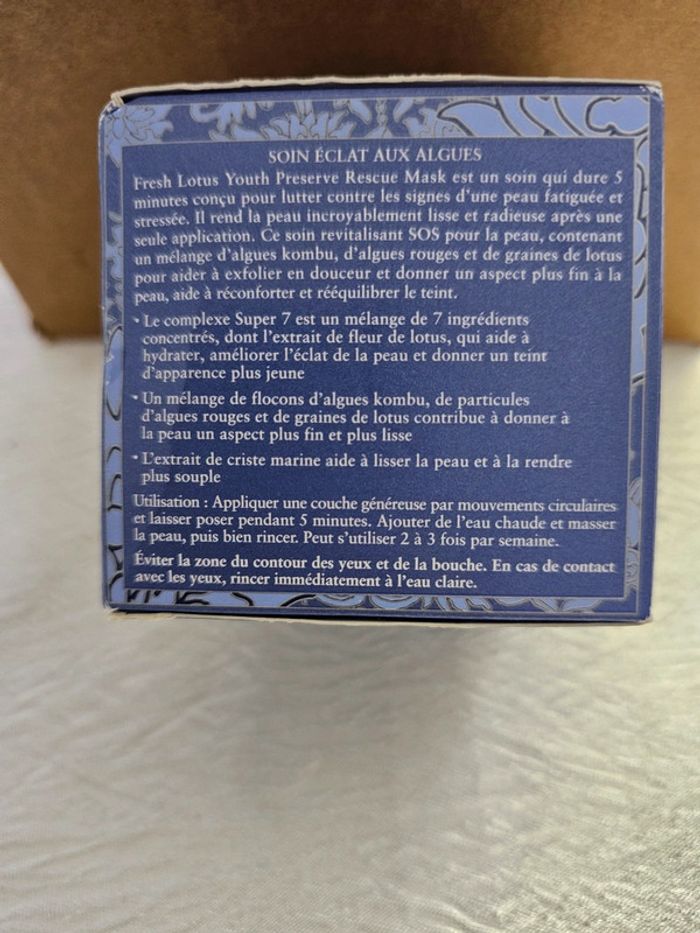 SOIN ÉCLAT AUX ALGUES
Fresh Lotus Youth Preserve Rescue Mask est un soin qui dure 5
minutes conçu pour lutter contre les signes d'une peau fatiguée et
stressée. Il rend la peau incroyablement lisse et radieuse après une
seule application. Ce soin revitalisant SOS pour la peau, contenant
un mélange d'algues kombu, d'algues rouges et de graines de lotus
pour aider à exfolier en douceur et donner un aspect plus fin à la
peau, aide à réconforter et rééquilibrer le teint.
• Le complexe Super 7 est un mélange de 7 ingrédients
concentrés, dont l'extrait de fleur de lotus, qui aide à
hydrater, améliorer l'éclat de la peau et donner un teint
d'apparence plus jeune
• Un mélange de flocons d'algues kombu, de particules
d'algues rouges et de graines de lotus contribue à donner à
la peau un aspect plus fin et plus lisse
• L'extrait de criste marine aide à lisser la peau et à la rendre
plus souple
Utilisation : Appliquer une couche généreuse par mouvements circulaires
et laisser poser pendant 5 minutes. Ajouter de l'eau chaude et masser
la peau, puis bien rincer. Peut s'utiliser 2 à 3 fois par semaine.
Éviter la zone du contour des yeux et de la bouche. En cas de contact
avec les yeux, rincer immédiatement à l'eau claire.